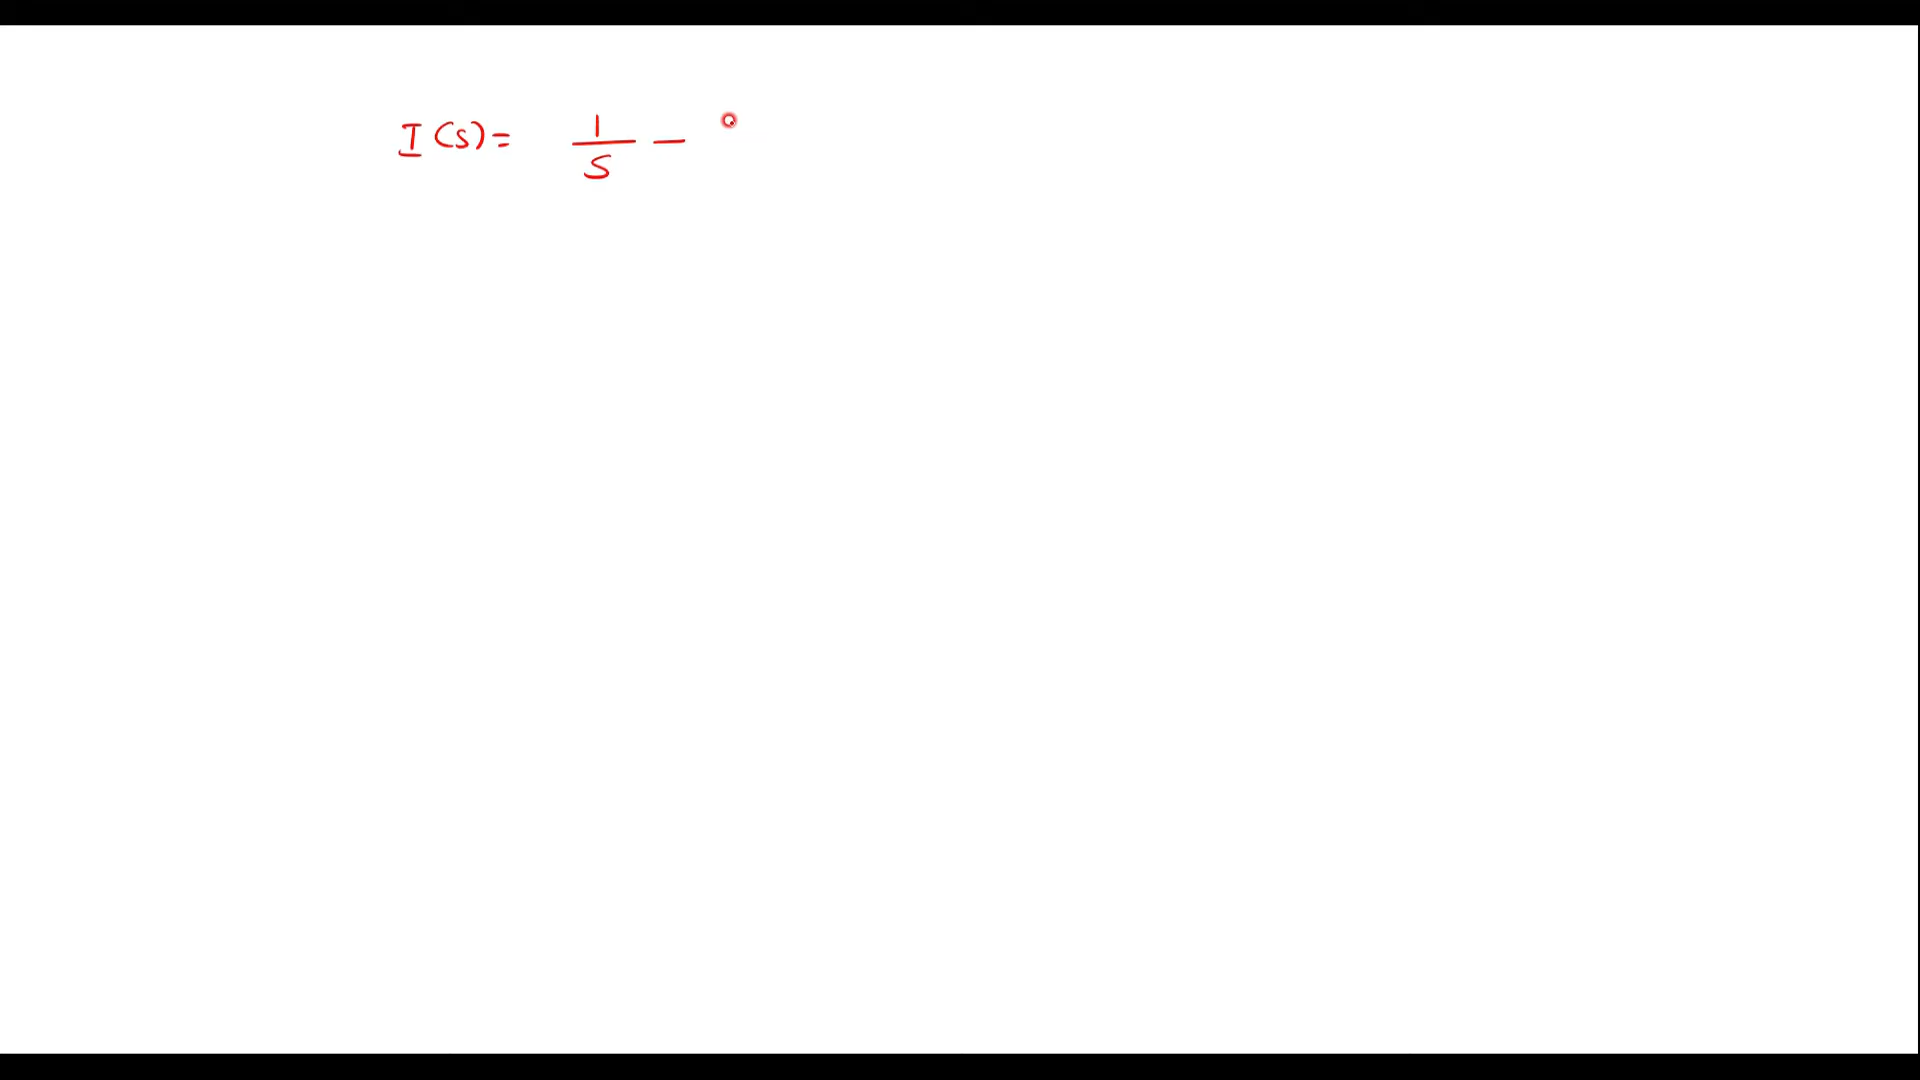 I(s) = 1/s -